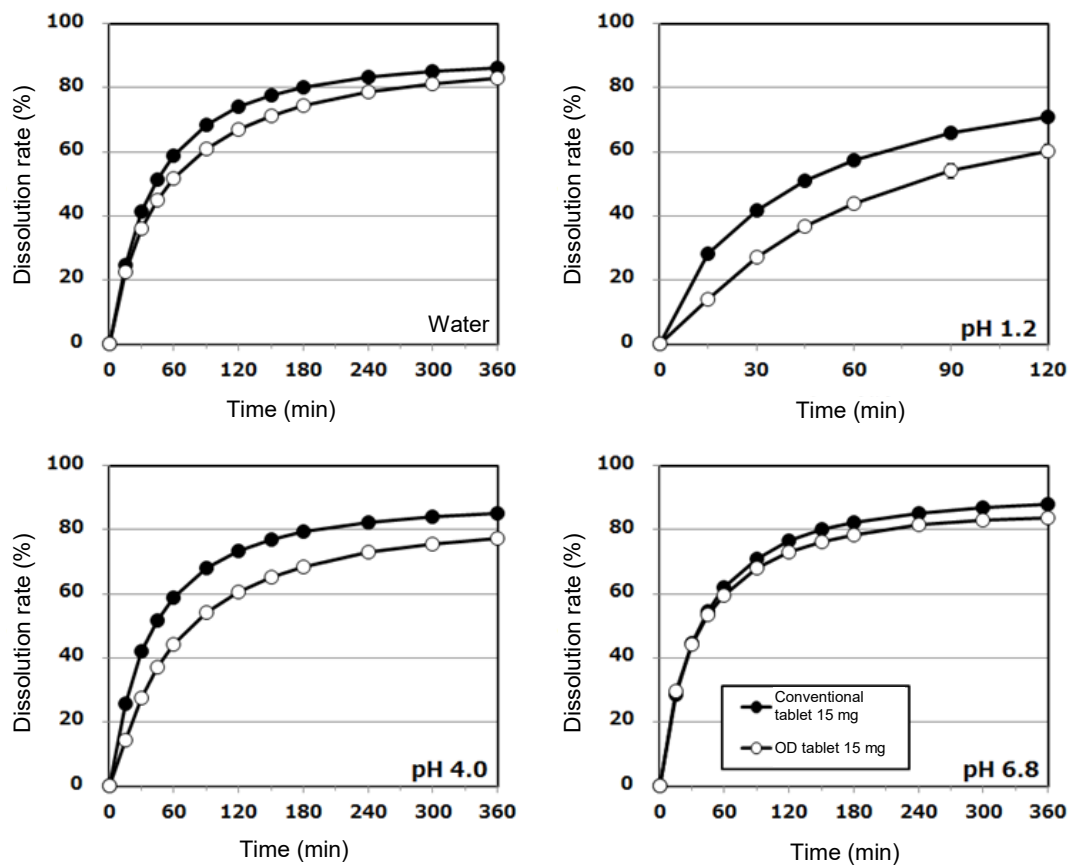 100
80
60
40
20
0
Dissolution rate (%)
Water
0 60 120 180 240 300 360
Time (min)
100
80
60
40
20
0
Dissolution rate (%)
pH 1.2
0 30 60 90 120
Time (min)
100
80
60
40
20
0
Dissolution rate (%)
pH 4.0
0 60 120 180 240 300 360
Time (min)
100
80
60
40
20
0
Dissolution rate (%)
Conventional
tablet 15 mg
OD tablet 15 mg
pH 6.8
0 60 120 180 240 300 360
Time (min)